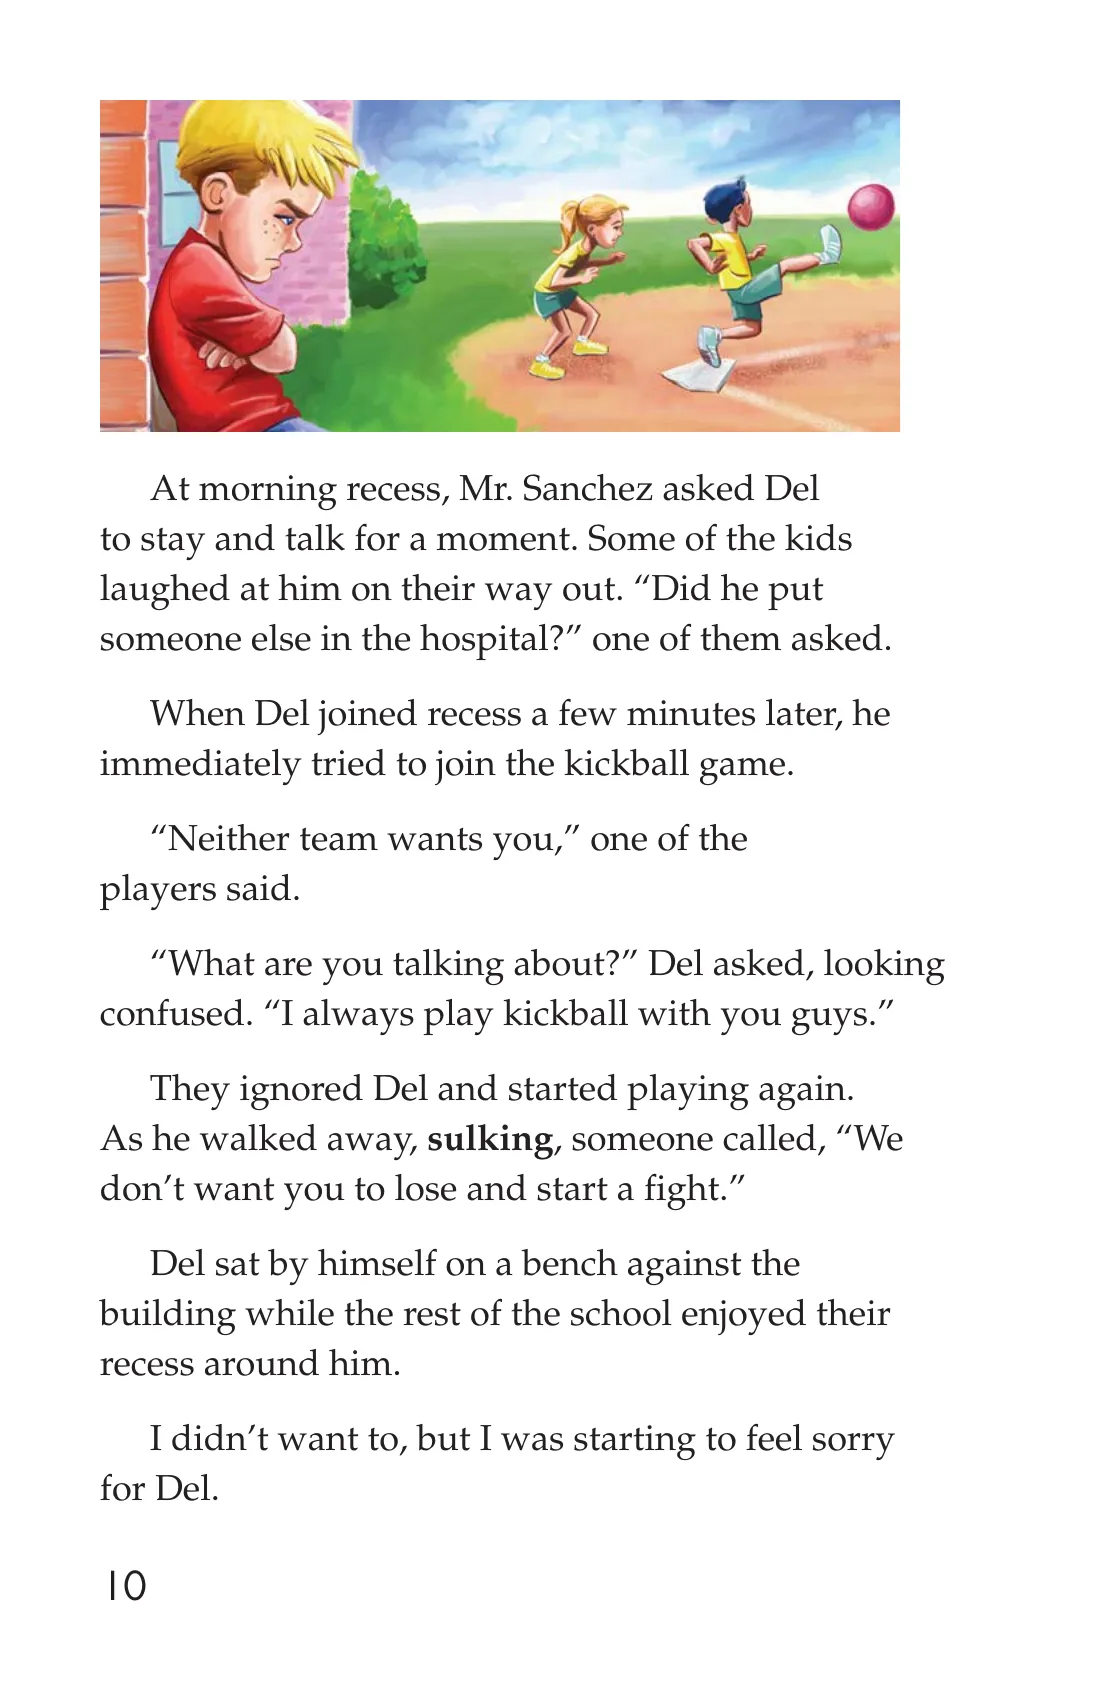 At morning recess, Mr. Sanchez asked Del
to stay and talk for a moment. Some of the kids
laughed at him on their way out. “Did he put
someone else in the hospital?” one of them asked.
When Del joined recess a few minutes later, he
immediately tried to join the kickball game.
“Neither team wants you,” one of the
players said.
“What are you talking about?” Del asked, looking
confused. “I always play kickball with you guys.”
They ignored Del and started playing again.
As he walked away, sulking, someone called, “We
don’t want you to lose and start a fight.”
Del sat by himself on a bench against the
building while the rest of the school enjoyed their
recess around him.
I didn’t want to, but I was starting to feel sorry
for Del.
10